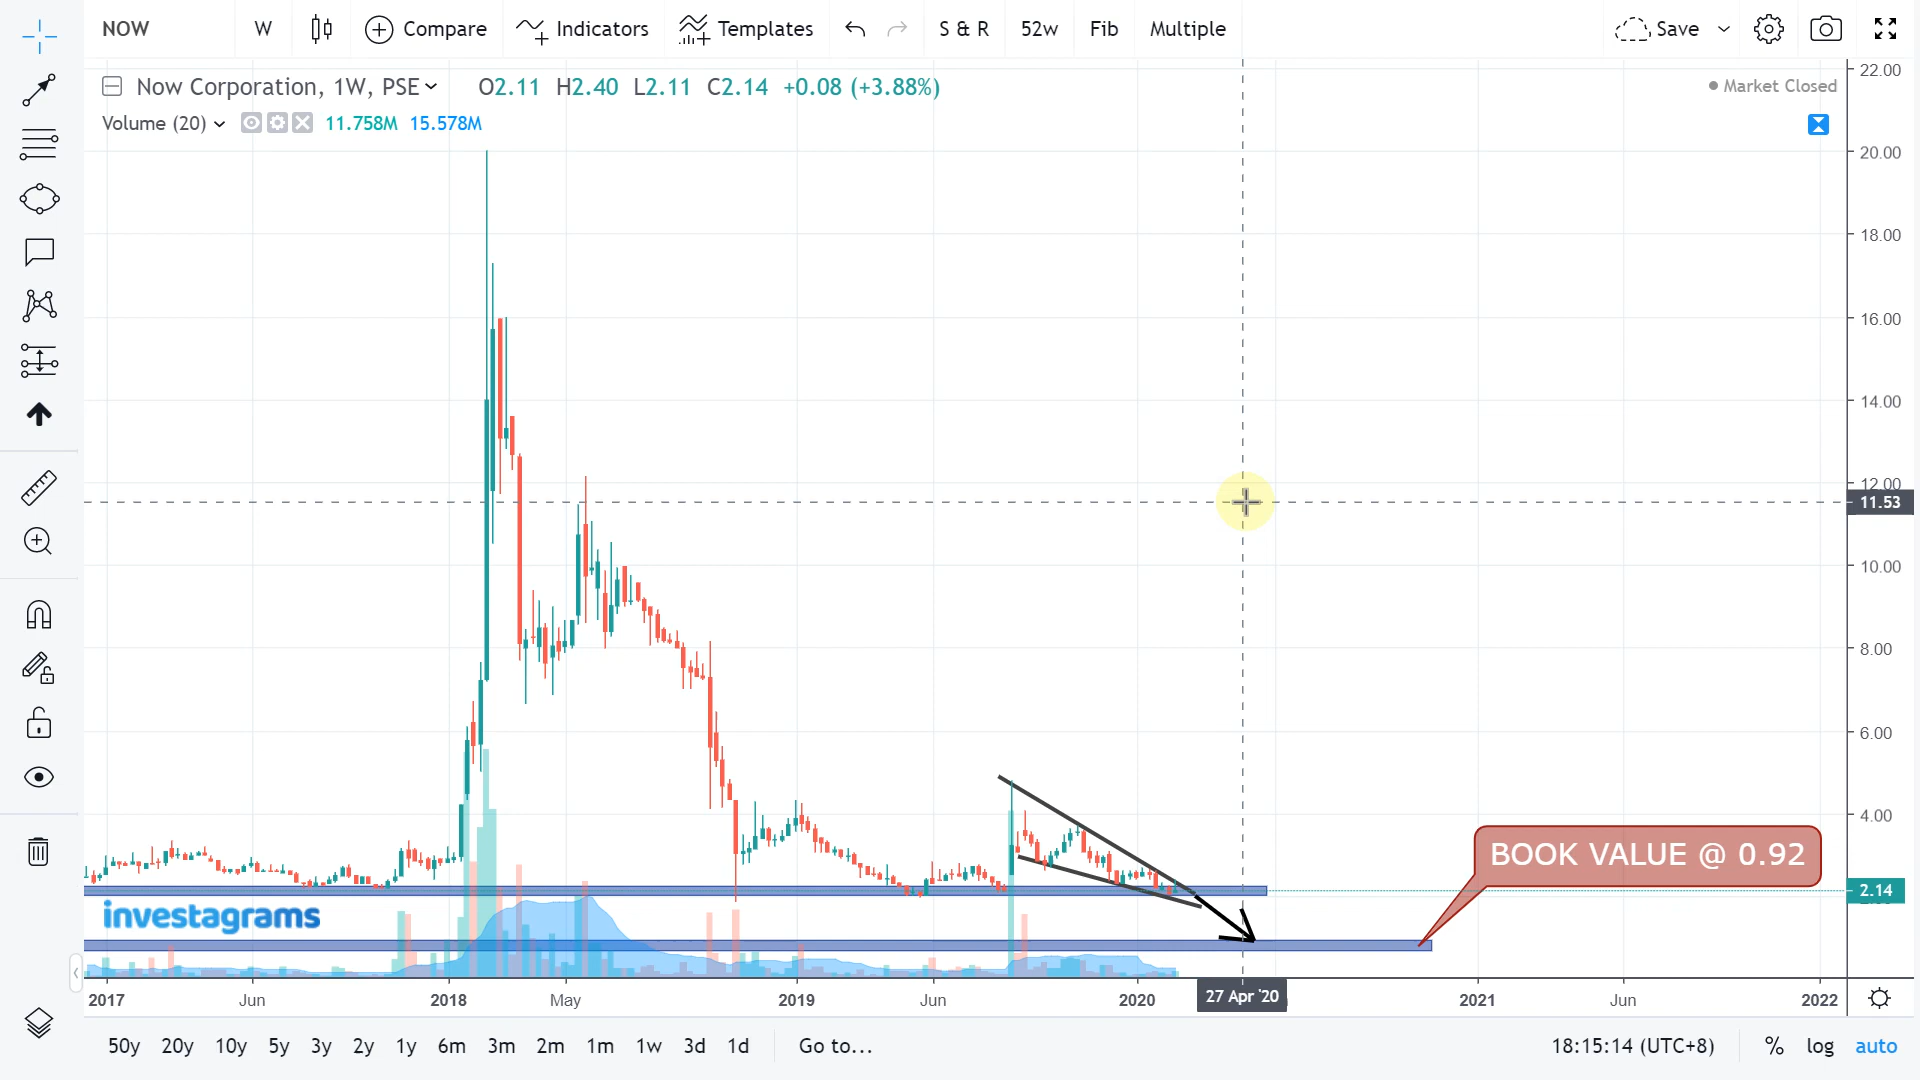 NOW W Compare Indicators Templates S & R 52w Fib Multiple Save
Now Corporation, 1W, PSE O2.11 H2.40 L2.11 C2.14 +0.08 (+3.88%)
Market Closed
Volume (20) 11.758M 15.578M
22.00
20.00
18.00
16.00
14.00
12.00
11.53
10.00
8.00
6.00
4.00
BOOK VALUE @ 0.92
2.14
investagrams
2017 Jun 2018 May 2019 Jun 2020 27 Apr '20 2021 Jun 2022
50y 20y 10y 5y 3y 2y 1y 6m 3m 2m 1m 1w 3d 1d Go to... 18:15:14 (UTC+8) % log auto